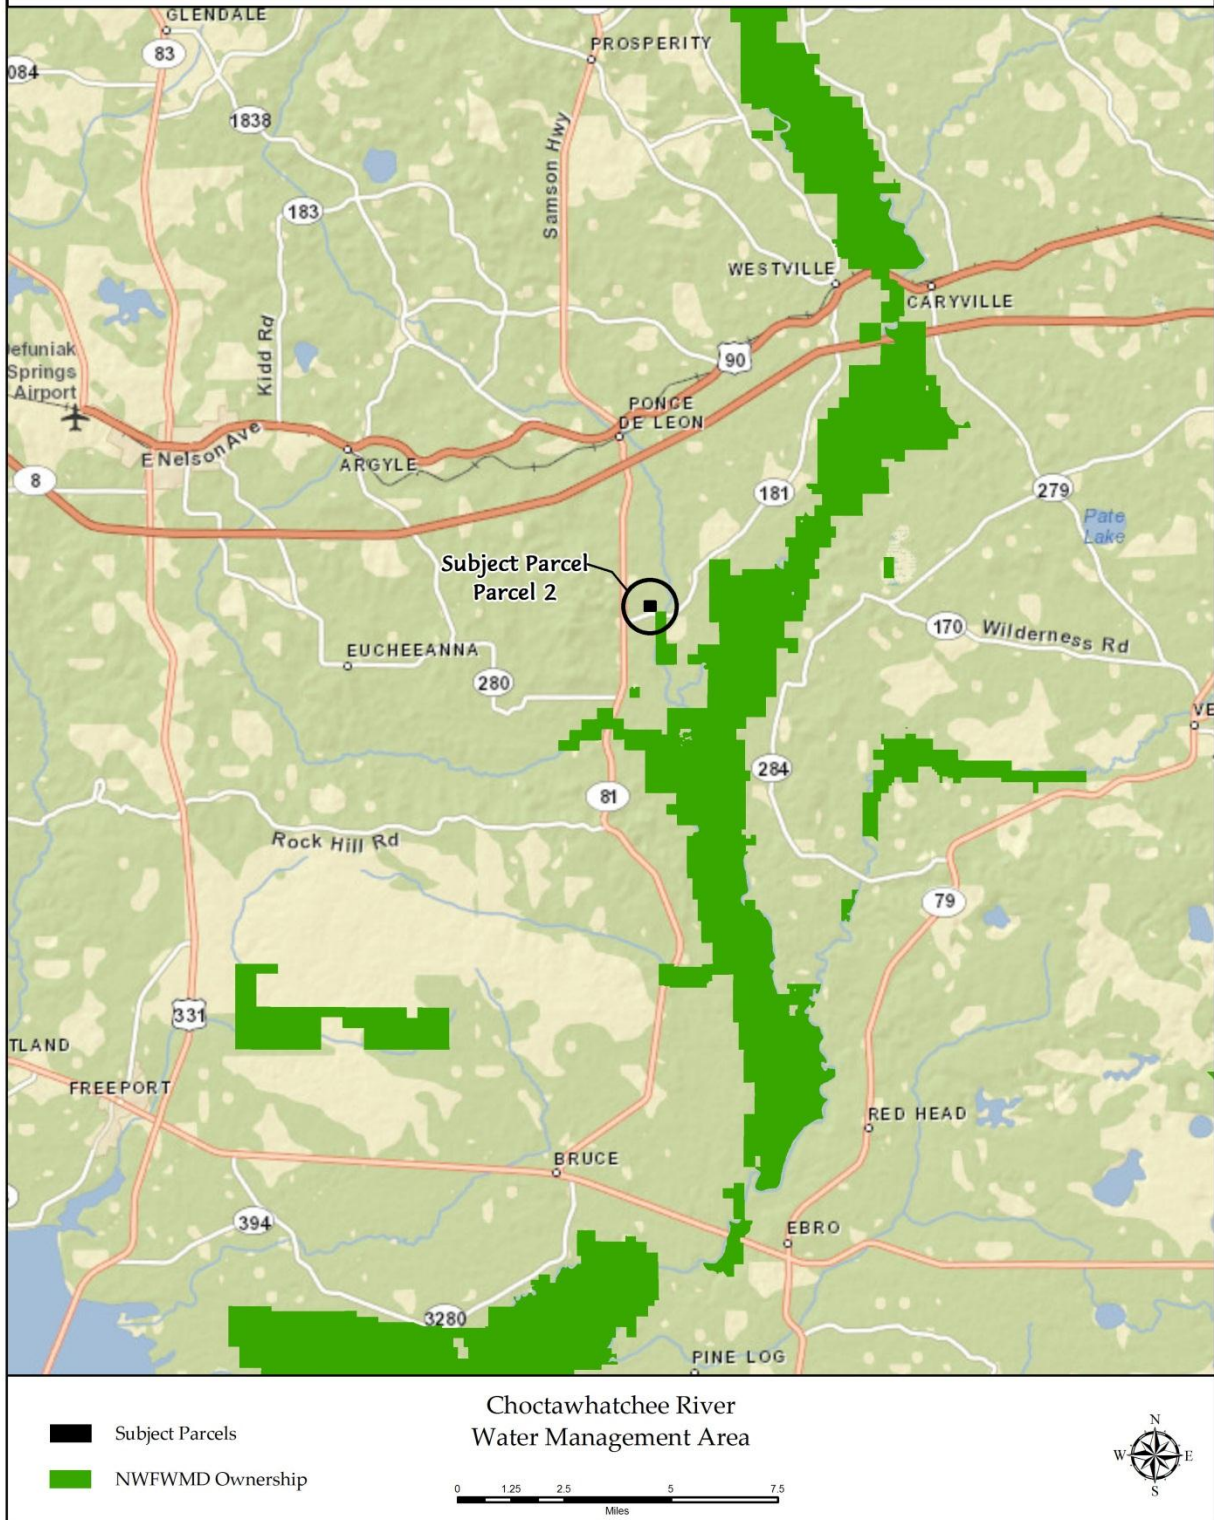 GLENDALE
PROSPERITY
83
084
1838
Samson Hwy
183
WESTVILLE
CARYVILLE
Kidd Rd
efuniak
Springs
Airport
90
PONCE
DE LEON
E Nelson Ave
ARGYLE
8
181
279
Pate
Lake
Subject Parcel
Parcel 2
170
Wilderness Rd
EUCHEEANNA
280
VE
284
81
Rock Hill Rd
79
331
TLAND
FREEPORT
RED HEAD
BRUCE
394
EBRO
3280
PINE LOG
Choctawhatchee River
Water Management Area
Subject Parcels
NWFWMD Ownership
0 1.25 2.5 5 7.5
Miles
N
W E
S